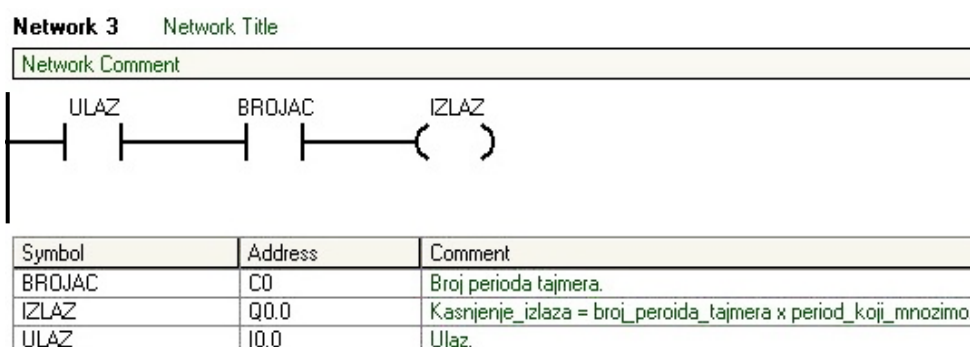 Network 3 Network Title
Network Comment
ULAZ BROJAC IZLAZ
Symbol Address Comment
BROJAC C0 Broj perioda tajmera.
IZLAZ Q0.0 Kasnjenje_izlaza = broj_peroida_tajmera x period_koji_mnozimo.
ULAZ I0.0 Ulaz.